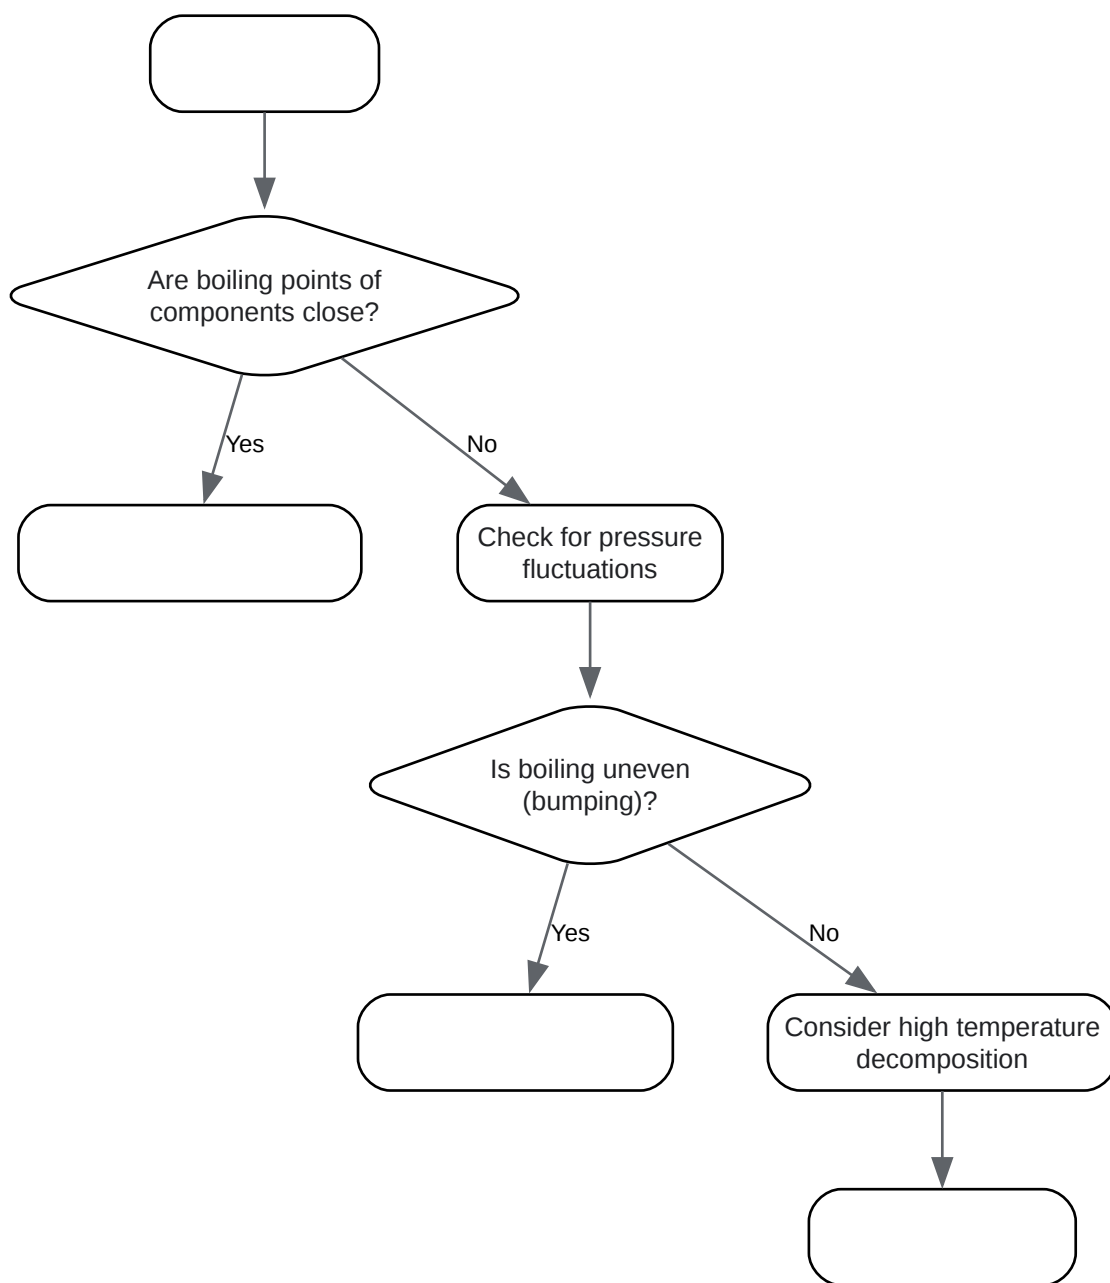 Are boiling points of
components close?
Yes
No
Check for pressure
fluctuations
Is boiling uneven
(bumping)?
Yes
No
Consider high temperature
decomposition